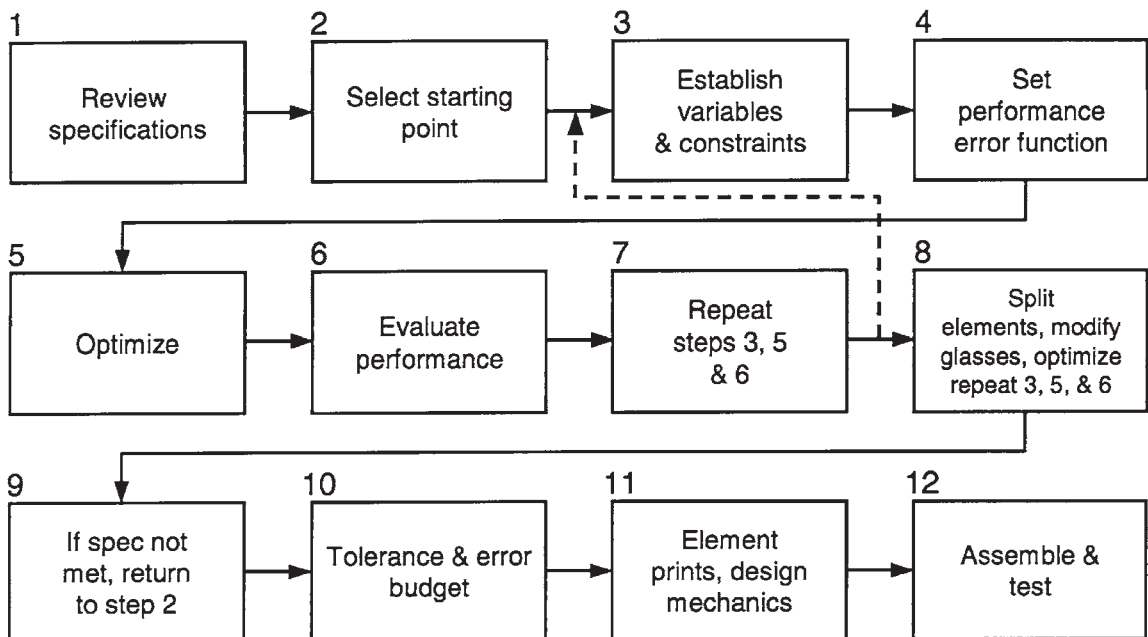 1
Review
specifications
2
Select starting
point
3
Establish
variables
& constraints
4
Set
performance
error function
5
Optimize
6
Evaluate
performance
7
Repeat
steps 3, 5
& 6
8
Split
elements, modify
glasses, optimize
repeat 3, 5, & 6
9
If spec not
met, return
to step 2
10
Tolerance & error
budget
11
Element
prints, design
mechanics
12
Assemble &
test